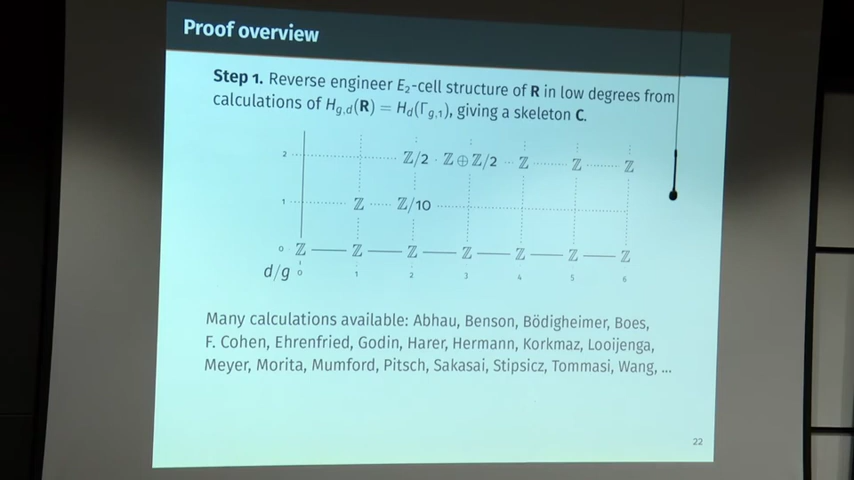 Proof overview
Step 1. Reverse engineer E₂-cell structure of R in low degrees from
calculations of H_{g,d}(R) = H_d(Γ_{g,1}), giving a skeleton C.
2 ℤ/2 ℤ⊕ℤ/2 ℤ ℤ ℤ
1 ℤ ℤ/10
0 ℤ ℤ ℤ ℤ ℤ ℤ ℤ
d/g 0 1 2 3 4 5 6
Many calculations available: Abhau, Benson, Bödigheimer, Boes,
F. Cohen, Ehrenfried, Godin, Harer, Hermann, Korkmaz, Looijenga,
Meyer, Morita, Mumford, Pitsch, Sakasai, Stipsicz, Tommasi, Wang, ...
22